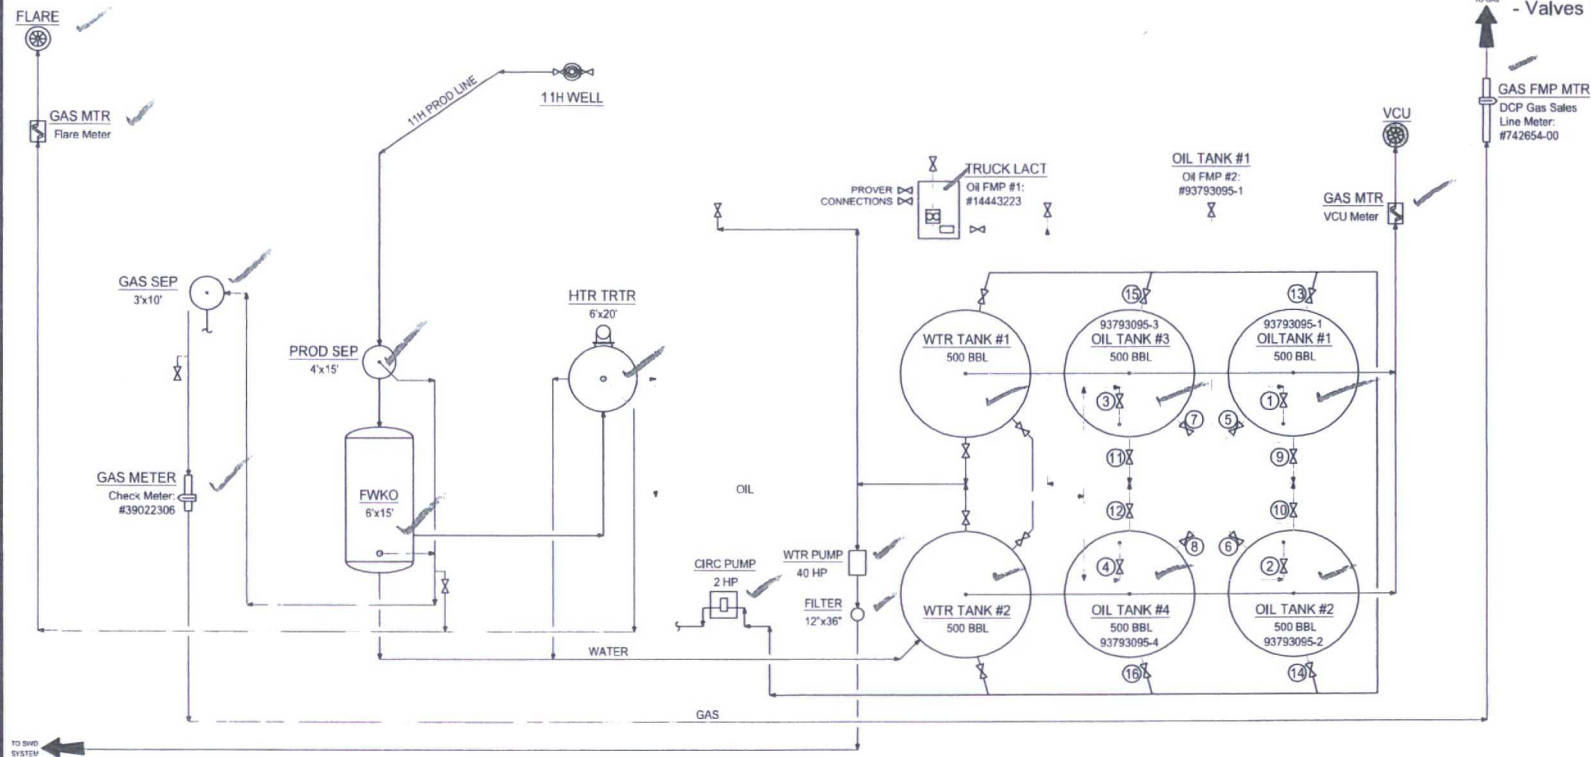 FLARE
GAS MTR
Flare Meter
11H PROD LINE
11H WELL
- Valves
GAS FMP MTR
DCP Gas Sales
Line Meter:
#742654-00
VCU
GAS MTR
VCU Meter
OIL TANK #1
Oil FMP #2:
#93793095-1
TRUCK LACT
Oil FMP #1:
#14443223
PROVER
CONNECTIONS
GAS SEP
3'x10'
PROD SEP
4'x15'
HTR TRTR
6'x20'
GAS METER
Check Meter:
#39022306
FWKO
6'x15'
OIL
WTR TANK #1
500 BBL
15
93793095-3
OIL TANK #3
500 BBL
3
7
13
93793095-1
OILTANK #1
500 BBL
1
5
11
9
12
10
8
6
4
2
CIRC PUMP
2 HP
WTR PUMP
40 HP
FILTER
12"x36"
WTR TANK #2
500 BBL
OIL TANK #4
500 BBL
93793095-4
16
OIL TANK #2
500 BBL
93793095-2
14
WATER
GAS
TO SWD
SYSTEM